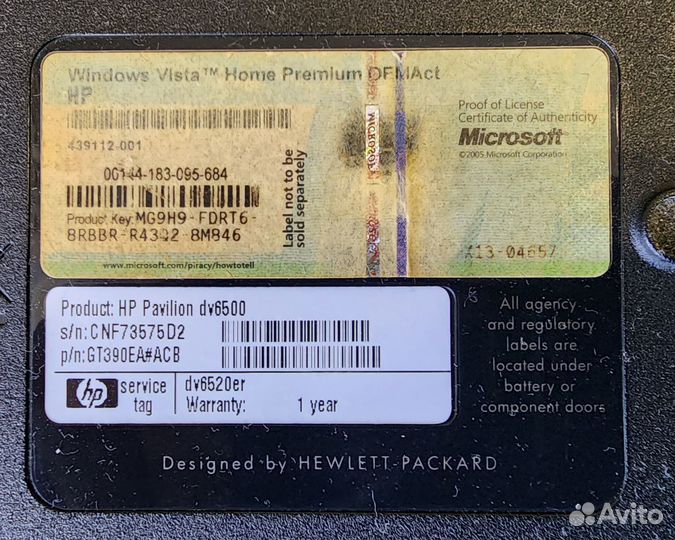 Windows Vista™ Home Premium OEMAct
HP
439112-001
00144-183-095-684
Product Key: MG9H9-FDRT6-
8RBBR-R43Q2-8M846
www.microsoft.com/piracy/howtotell
Label not to be
sold separately
MICROSOFT
Proof of License
Certificate of Authenticity
Microsoft
©2005 Microsoft Corporation
X13-04657
Product: HP Pavilion dv6500
s/n: CNF73575D2
p/n: GT390EA#ACB
hp
service
tag
dv6520er
Warranty: 1 year
All agency
and regulatory
labels are
located under
battery or
component doors
Designed by HEWLETT-PACKARD
Avito